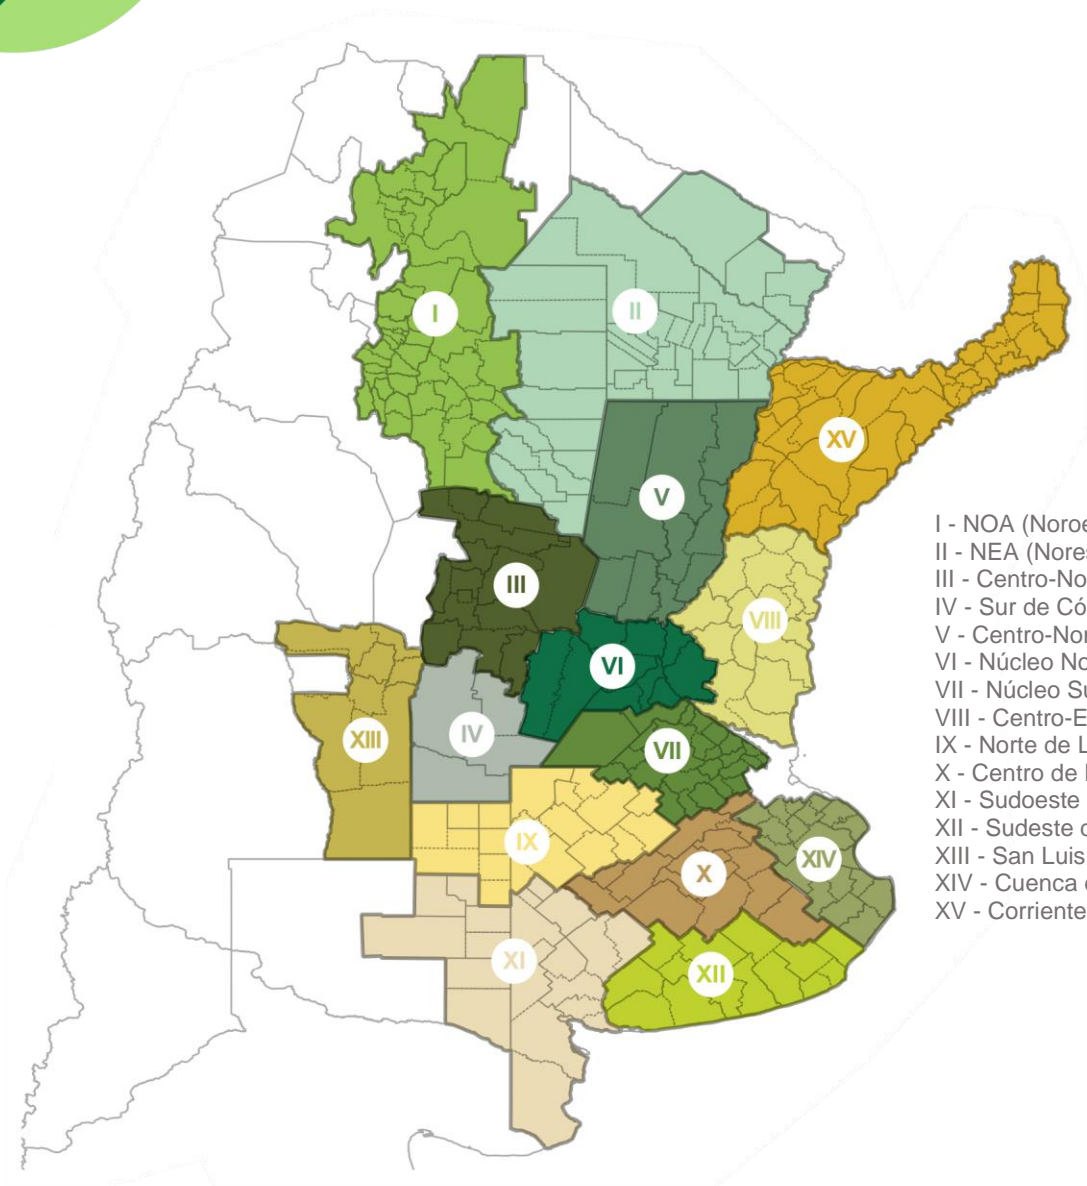 I
II
XV
V
III
VIII
VI
IV
XIII
VII
IX
XIV
X
XI
XII
I - NOA (Noroe
II - NEA (Nores
III - Centro-No
IV - Sur de Có
V - Centro-Nor
VI - Núcleo No
VII - Núcleo Su
VIII - Centro-E
IX - Norte de L
X - Centro de
XI - Sudoeste
XII - Sudeste
XIII - San Luis
XIV - Cuenca
XV - Corriente